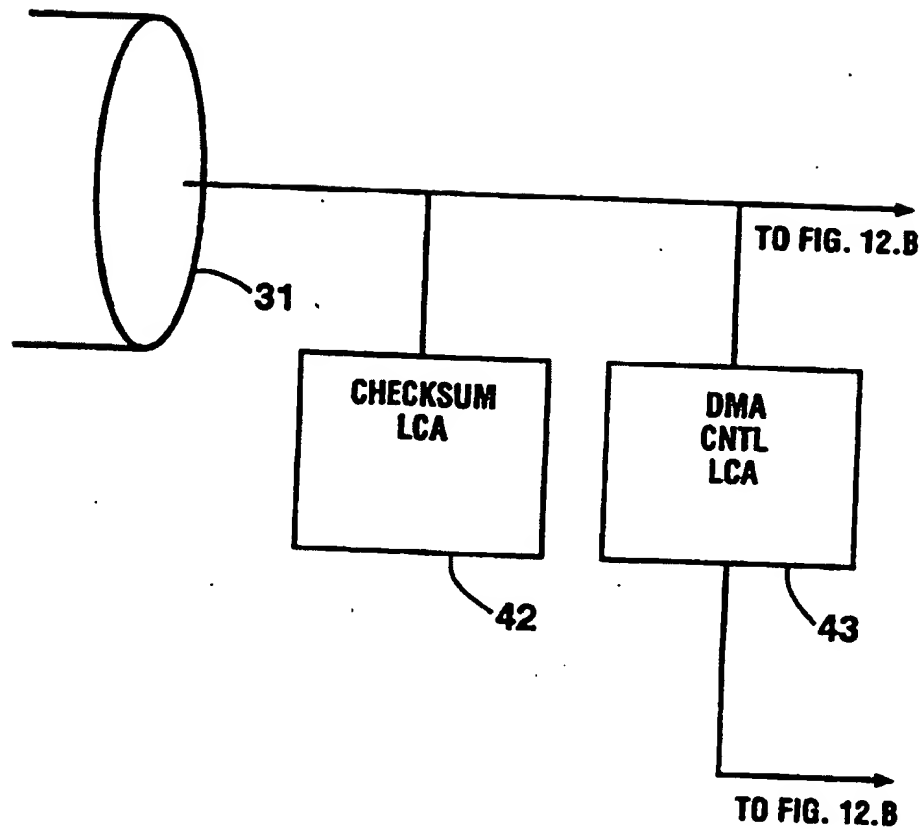 TO FIG. 12.B
31
CHECKSUM
LCA
DMA
CNTL
LCA
42
43
TO FIG. 12.B